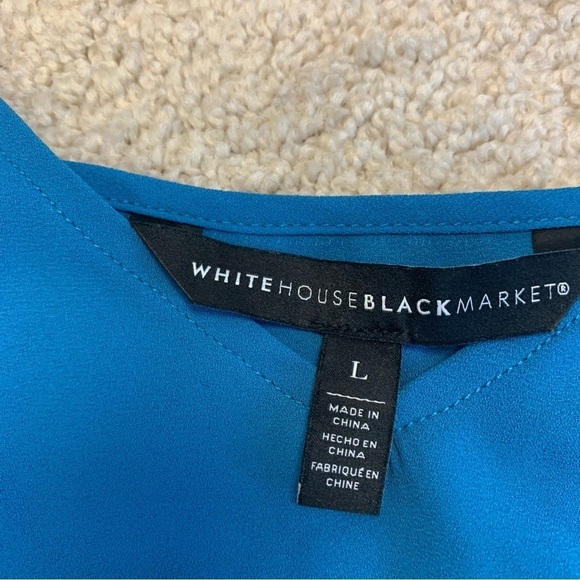 WHITEHOUSEBLACKMARKET®
L
MADE IN
CHINA
HECHO EN
CHINA
FABRIQUÉ EN
CHINE